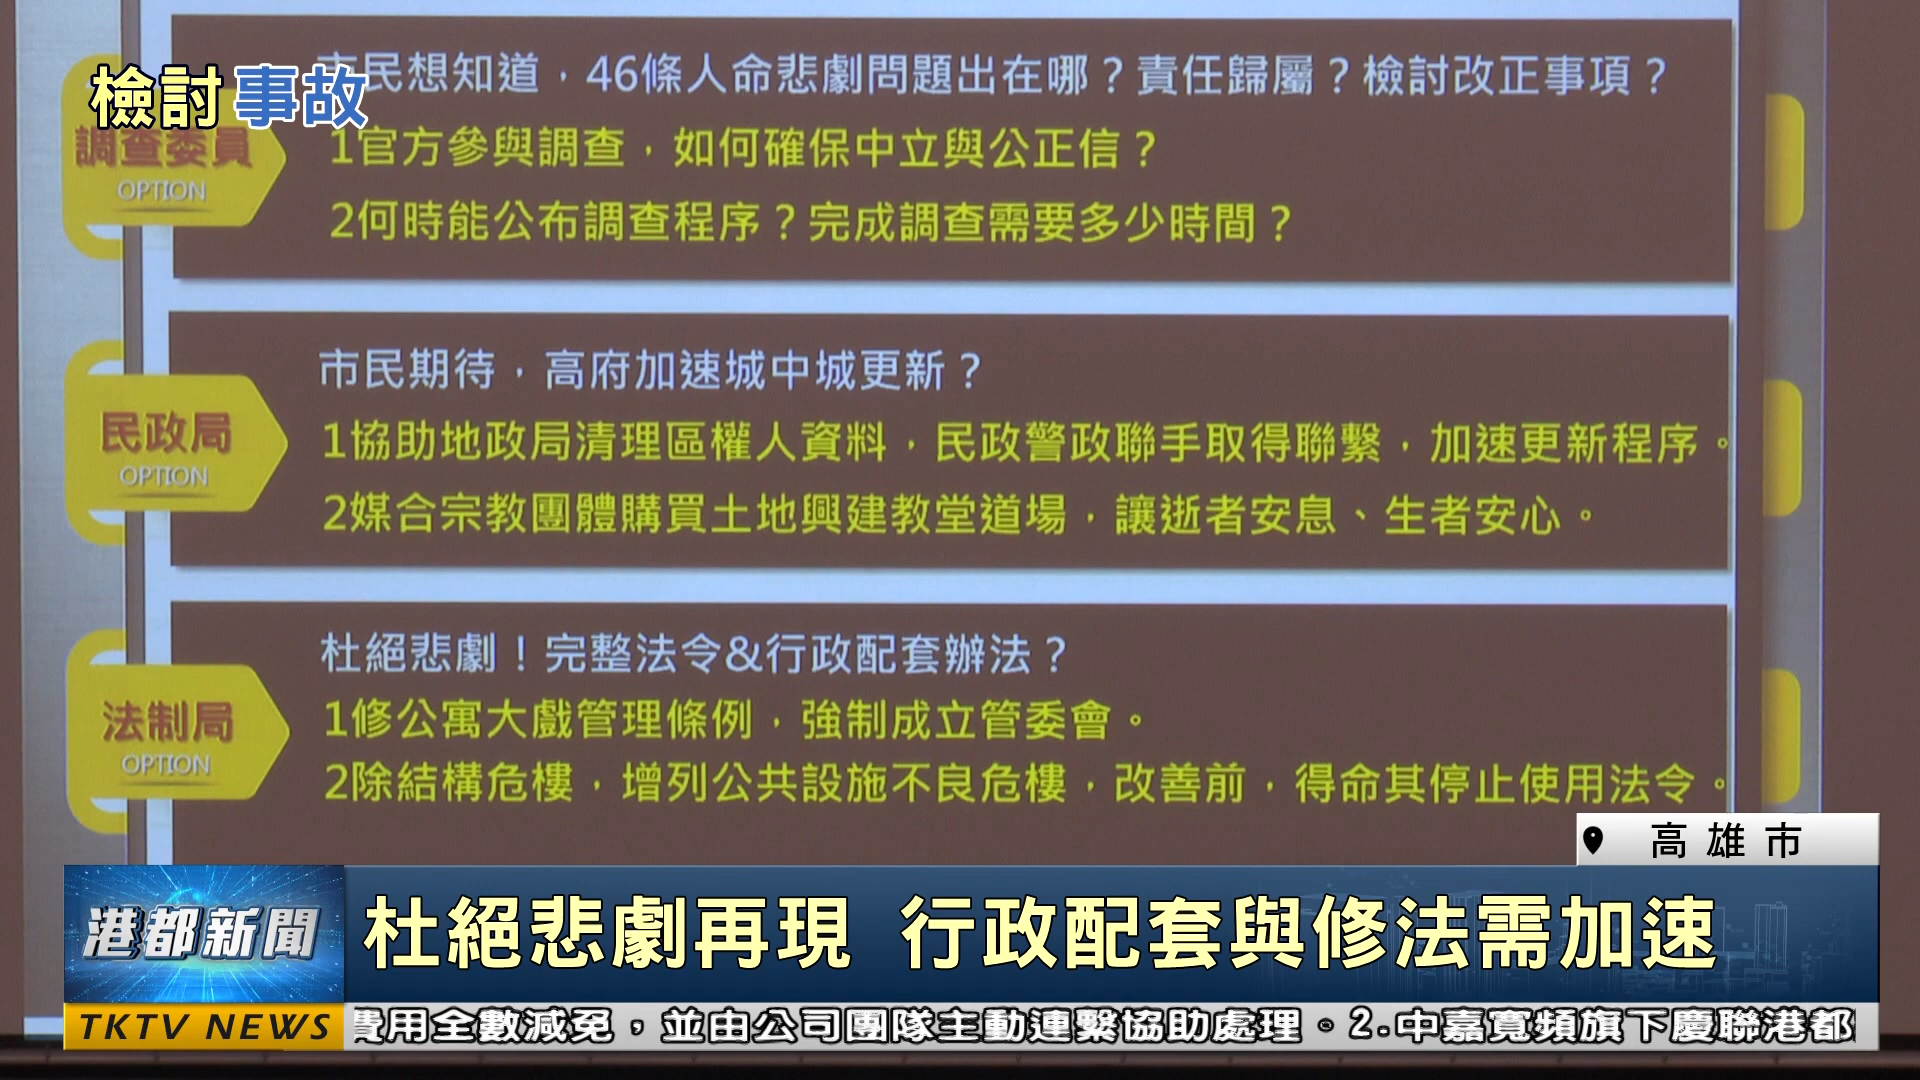 檢討事故
市民想知道，46條人命悲劇問題出在哪？責任歸屬？檢討改正事項？
調查委員
OPTION
1官方參與調查，如何確保中立與公正信？
2何時能公布調查程序？完成調查需要多少時間？
市民期待，高府加速城中城更新？
民政局
OPTION
1協助地政局清理區權人資料，民政警政聯手取得聯繫，加速更新程序。
2媒合宗教團體購買土地興建教堂道場，讓逝者安息、生者安心。
杜絕悲劇！完整法令&行政配套辦法？
法制局
OPTION
1修公寓大戲管理條例，強制成立管委會。
2除結構危樓，增列公共設施不良危樓，改善前，得命其停止使用法令。
高雄市
港都新聞
杜絕悲劇再現 行政配套與修法需加速
TKTV NEWS
費用全數減免，並由公司團隊主動連繫協助處理。2.中嘉寬頻旗下慶聯港都